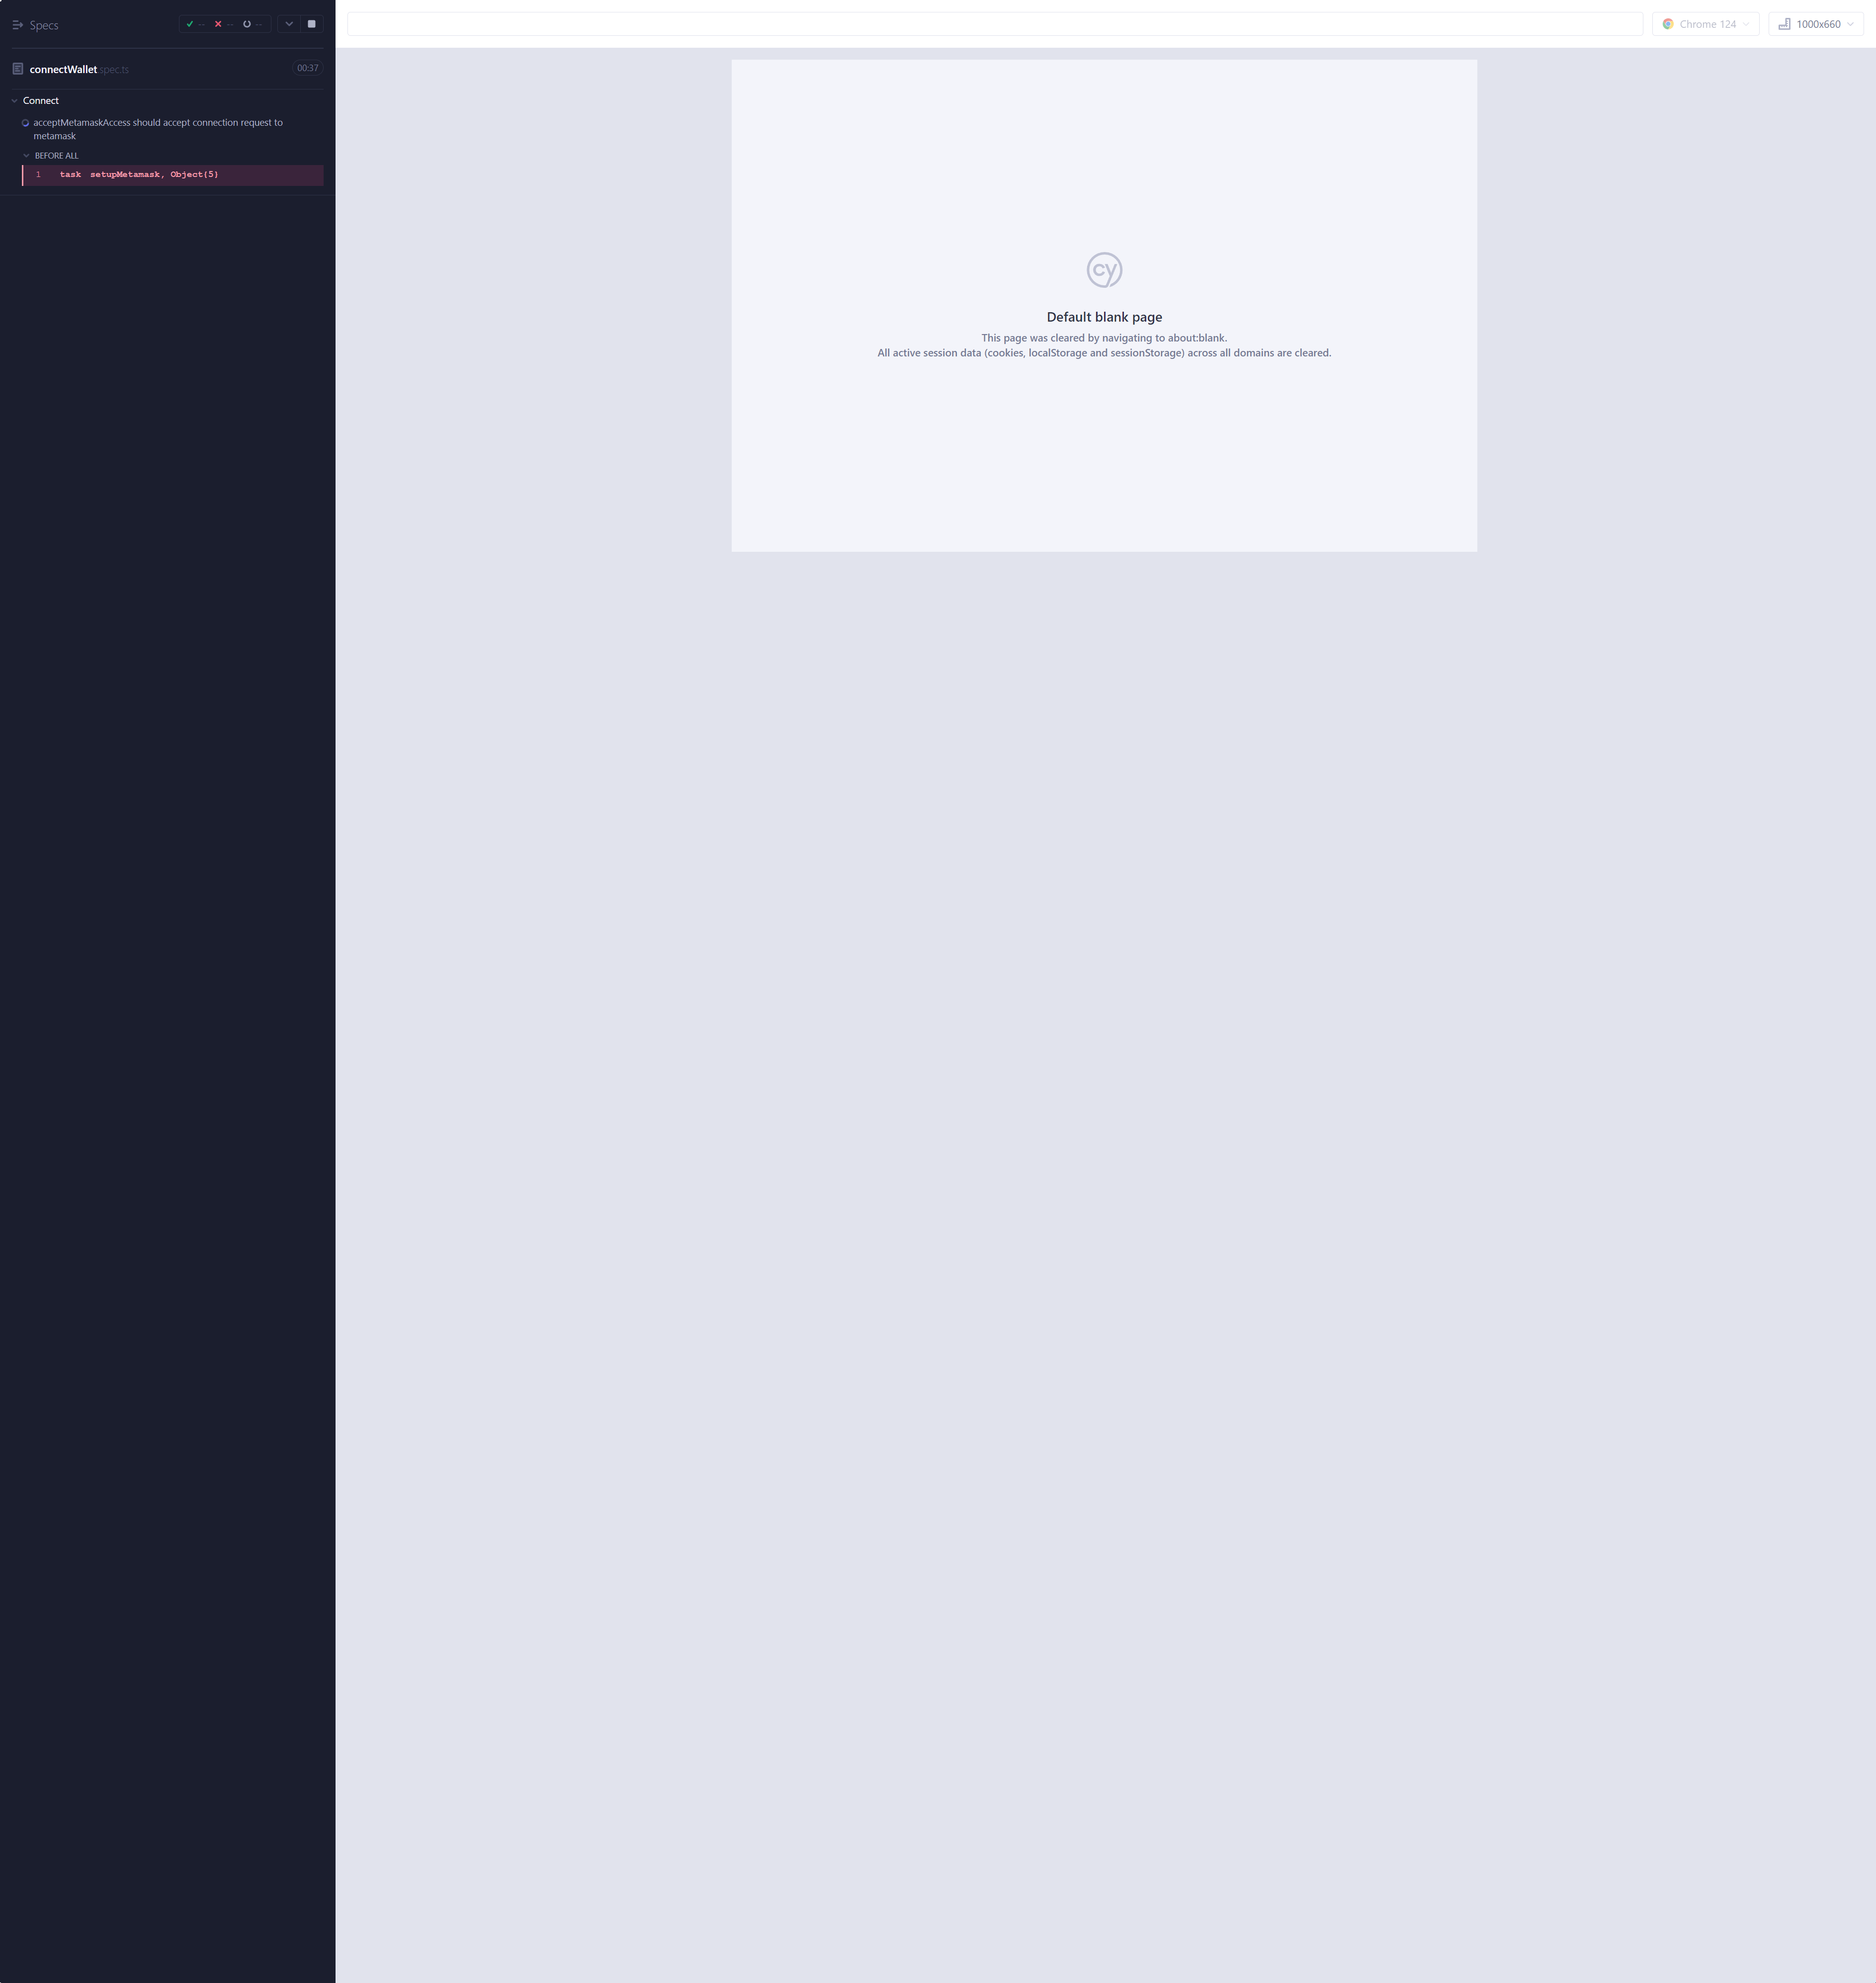 Specs
-- -- --
Chrome 124
1000x660
connectWallet.spec.ts
00:37
Connect
acceptMetamaskAccess should accept connection request to
metamask
BEFORE ALL
1 task setupMetamask, Object(5)
cy
Default blank page
This page was cleared by navigating to about:blank.
All active session data (cookies, localStorage and sessionStorage) across all domains are cleared.